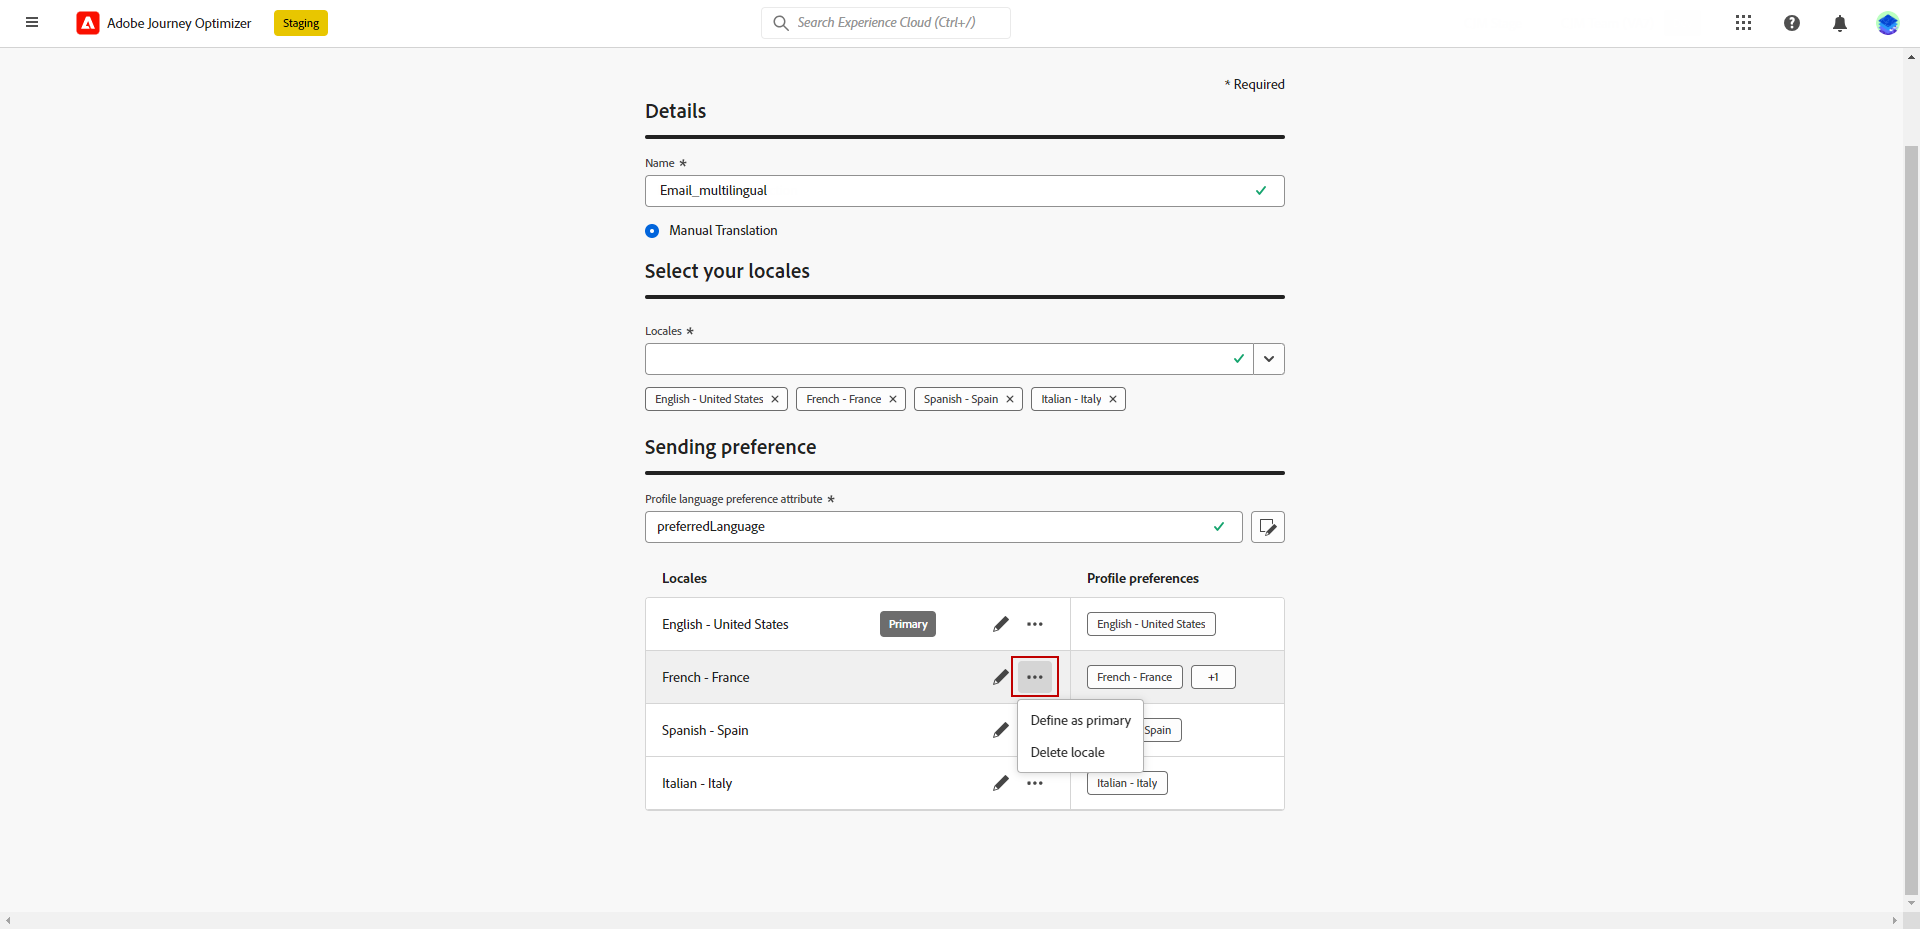 Adobe Journey Optimizer
Staging
Search Experience Cloud (Ctrl+/)
* Required
Details
Name *
Email_multilingual
Manual Translation
Select your locales
Locales *
English - United States
French - France
Spanish - Spain
Italian - Italy
Sending preference
Profile language preference attribute *
preferredLanguage
Locales
Profile preferences
English - United States
Primary
English - United States
French - France
French - France
+1
Define as primary
Spanish - Spain
Spain
Delete locale
Italian - Italy
Italian - Italy